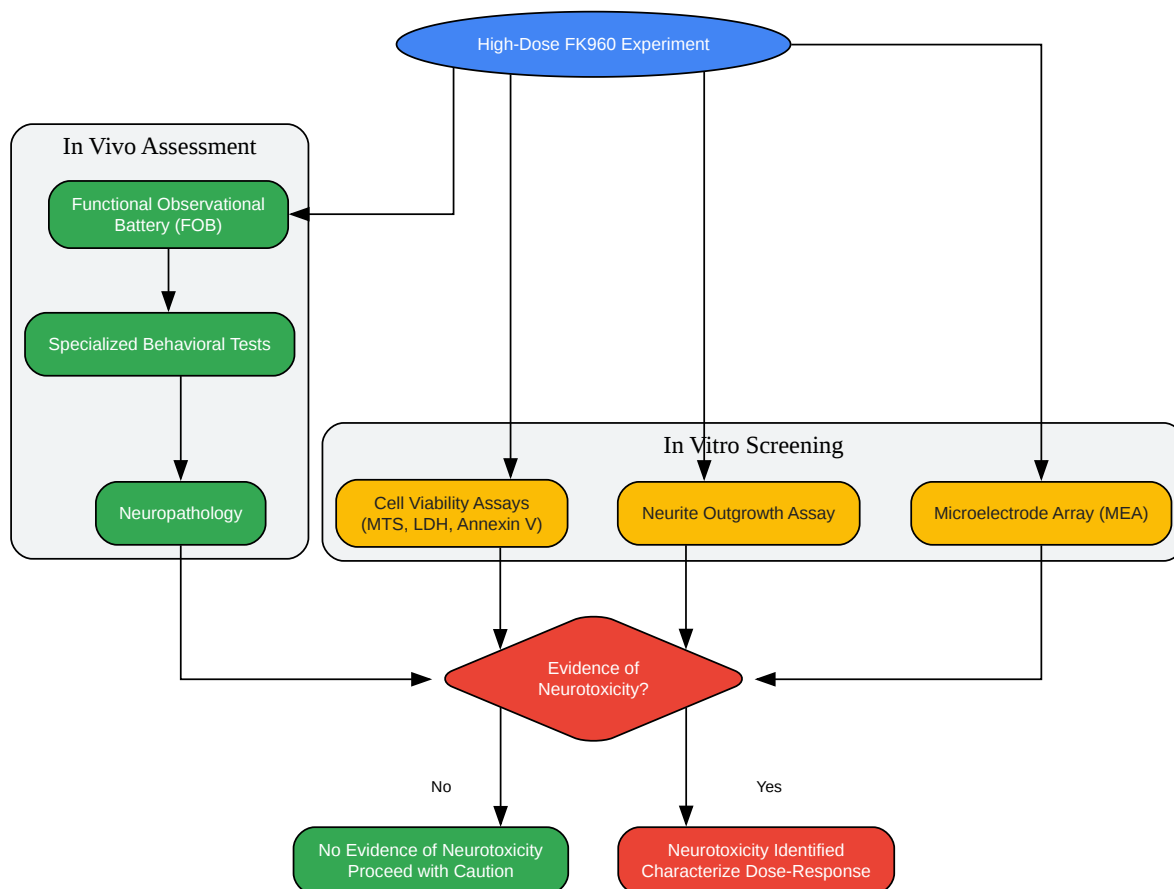 High-Dose FK960 Experiment
In Vivo Assessment
Functional Observational
Battery (FOB)
Specialized Behavioral Tests
Neuropathology
In Vitro Screening
Cell Viability Assays
(MTS, LDH, Annexin V)
Neurite Outgrowth Assay
Microelectrode Array (MEA)
Evidence of
Neurotoxicity?
No
Yes
No Evidence of Neurotoxicity
Proceed with Caution
Neurotoxicity Identified
Characterize Dose-Response